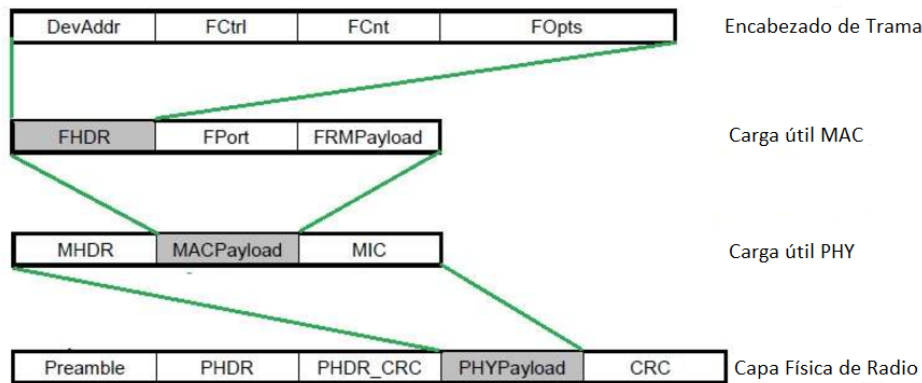 DevAddr FCtrl FCnt FOpts Encabezado de Trama
FHDR FPort FRMPayload Carga útil MAC
MHDR MACPayload MIC Carga útil PHY
Preamble PHDR PHDR_CRC PHYPayload CRC Capa Física de Radio